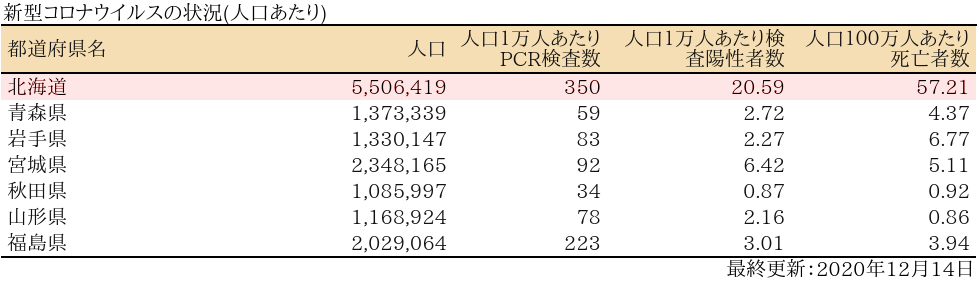 新型コロナウイルスの状況(人口あたり)
都道府県名 人口 人口1万人あたりPCR検査数 人口1万人あたり検査陽性者数 人口100万人あたり死亡者数
北海道 5,506,419 350 20.59 57.21
青森県 1,373,339 59 2.72 4.37
岩手県 1,330,147 83 2.27 6.77
宮城県 2,348,165 92 6.42 5.11
秋田県 1,085,997 34 0.87 0.92
山形県 1,168,924 78 2.16 0.86
福島県 2,029,064 223 3.01 3.94
最終更新：2020年12月14日